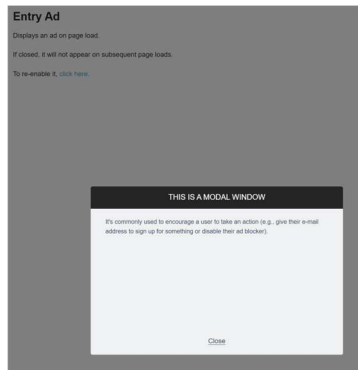 Entry Ad
Displays an ad on page load.
If closed, it will not appear on subsequent page loads.
To re-enable it, click here.
THIS IS A MODAL WINDOW
It's commonly used to encourage a user to take an action (e.g., give their e-mail
address to sign up for something or disable their ad blocker).
Close